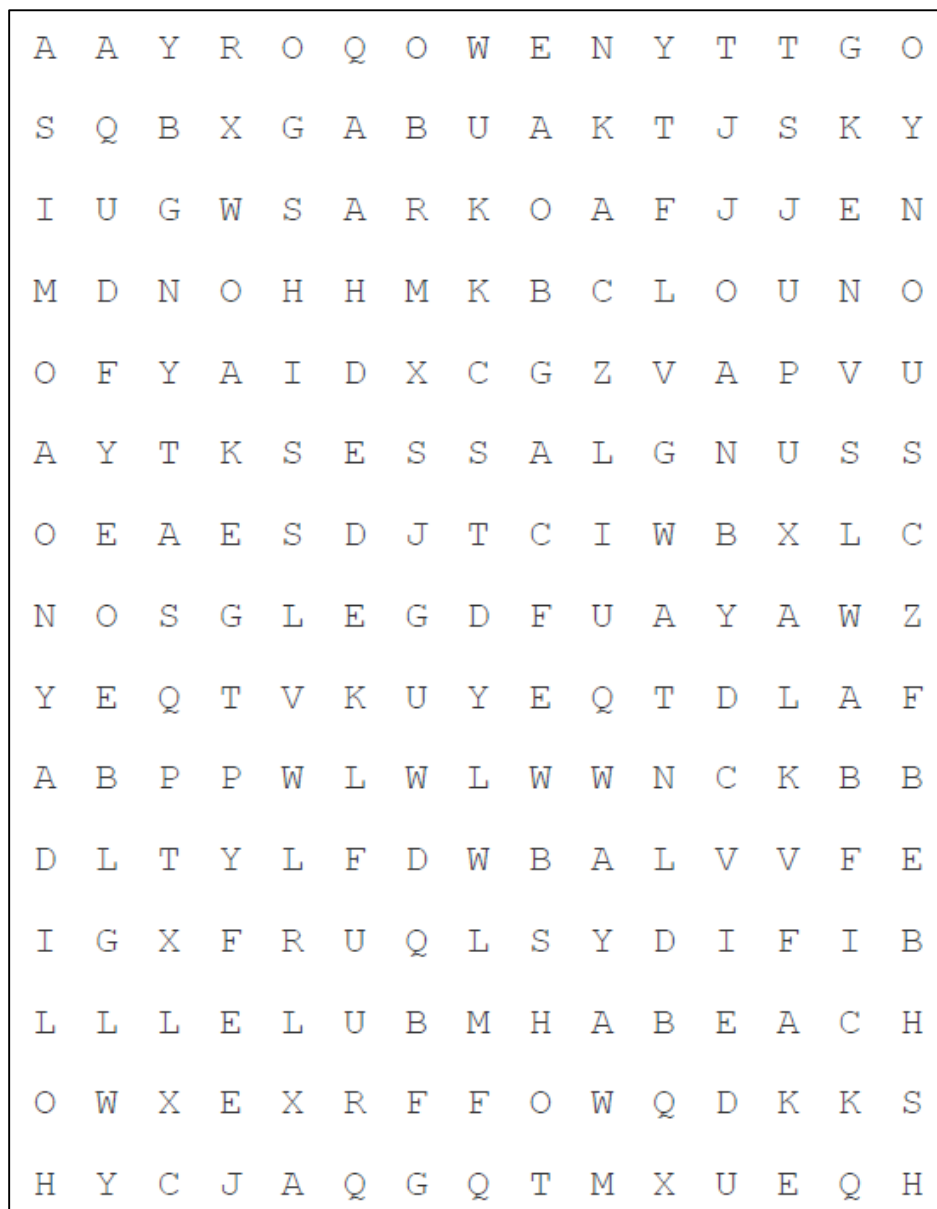 A A Y R O Q O W E N Y T T G O
S Q B X G A B U A K T J S K Y
I U G W S A R K O A F J J E N
M D N O H H M K B C L O U N O
O F Y A I D X C G Z V A P V U
A Y T K S E S S A L G N U S S
O E A E S D J T C I W B X L C
N O S G L E G D F U A Y A W Z
Y E Q T V K U Y E Q T D L A F
A B P P W L W L W W N C K B B
D L T Y L F D W B A L V V F E
I G X F R U Q L S Y D I F I B
L L L E L U B M H A B E A C H
O W X E X R F F O W Q D K K S
H Y C J A Q G Q T M X U E Q H